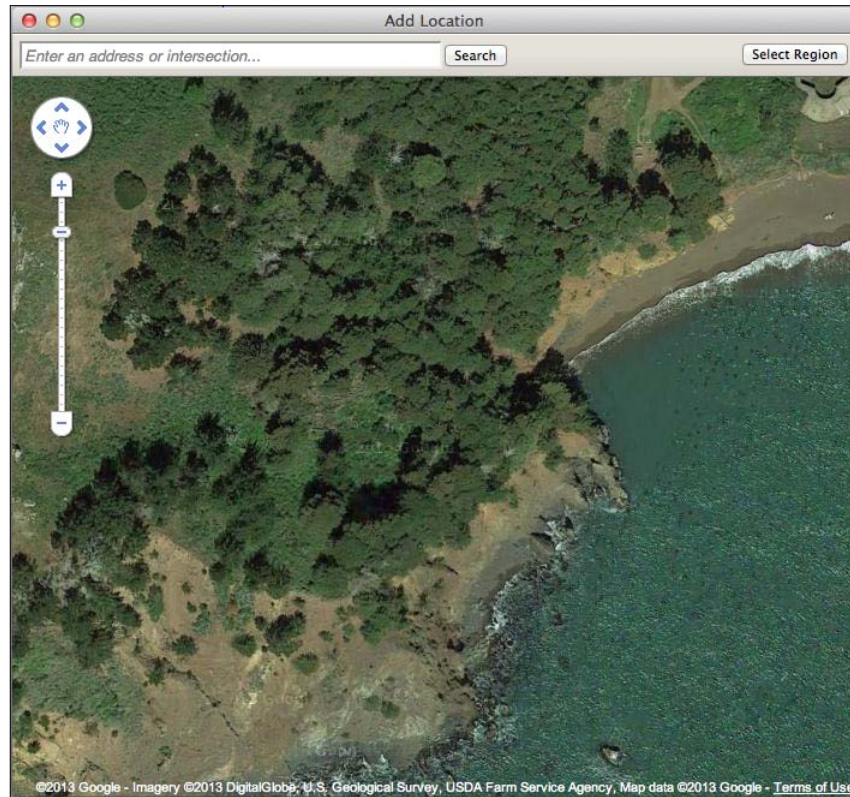 Add Location
Enter an address or intersection...
Search
Select Region
©2013 Google - Imagery ©2013 DigitalGlobe, U.S. Geological Survey, USDA Farm Service Agency, Map data ©2013 Google - Terms of Use